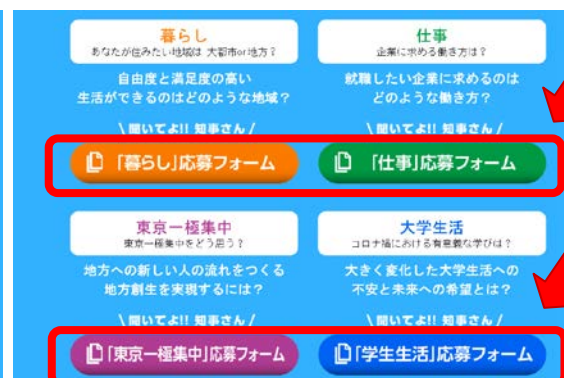 暮らし
あなたが住みたい地域は 大都市or地方?
自由度と満足度の高い
生活ができるのはどのような地域?
\ 聞いてよ!! 知事さん /
「暮らし」応募フォーム
仕事
企業に求める働き方は?
就職したい企業に求めるのは
どのような働き方?
\ 聞いてよ!! 知事さん /
「仕事」応募フォーム
東京一極集中
東京一極集中をどう思う?
地方への新しい人の流れをつくる
地方創生を実現するには?
\ 聞いてよ!! 知事さん /
「東京一極集中」応募フォーム
大学生活
コロナ禍における有意義な学びは?
大きく変化した大学生活への
不安と未来への希望とは?
\ 聞いてよ!! 知事さん /
「学生生活」応募フォーム